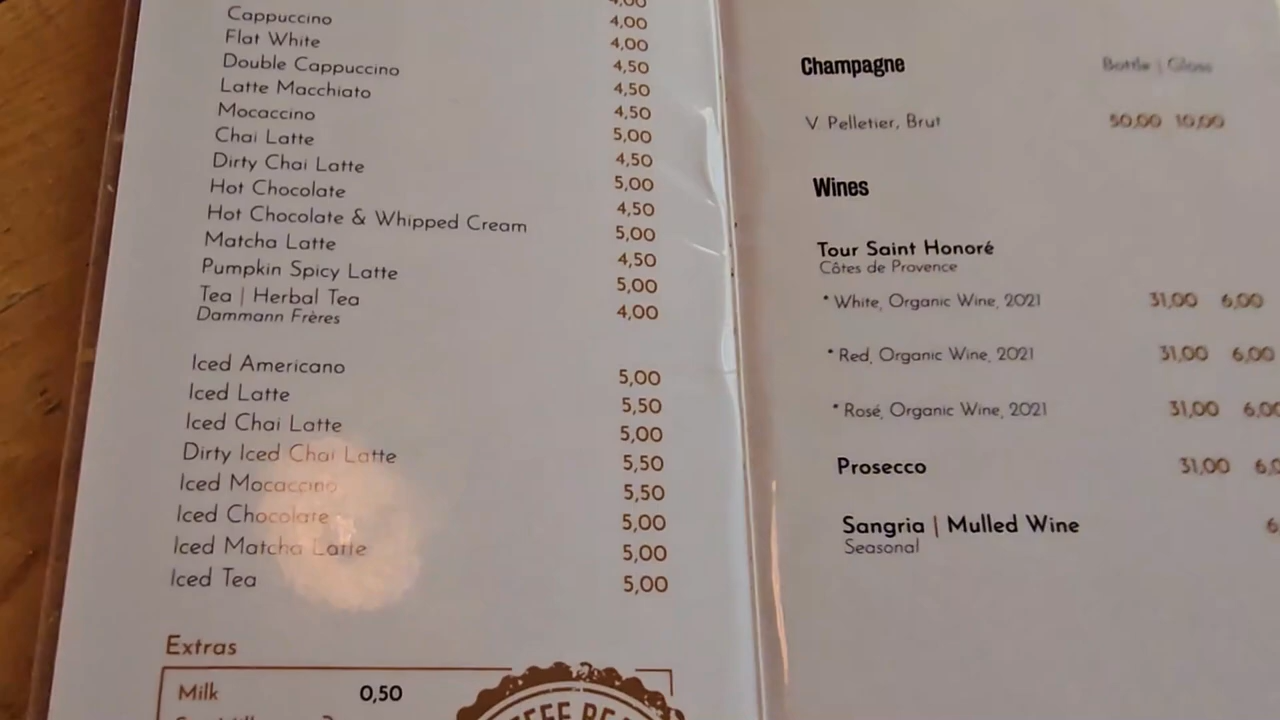 4,00
4,00
Cappuccino 4,00
Flat White 4,50
Double Cappuccino 4,50
Latte Macchiato 4,50
Mocaccino 5,00
Chai Latte 4,50
Dirty Chai Latte 5,00
Hot Chocolate 4,50
Hot Chocolate & Whipped Cream 5,00
Matcha Latte 4,50
Pumpkin Spicy Latte 5,00
Tea | Herbal Tea 4,00
Dammann Frères
Iced Americano 5,00
Iced Latte 5,50
Iced Chai Latte 5,00
Dirty Iced Chai Latte 5,50
Iced Mocaccino 5,50
Iced Chocolate 5,00
Iced Matcha Latte 5,00
Iced Tea 5,00
Extras
Milk 0,50
Champagne Bottle | Glass
V. Pelletier, Brut 50,00 10,00
Wines
Tour Saint Honoré
Côtes de Provence
* White, Organic Wine, 2021 31,00 6,00
* Red, Organic Wine, 2021 31,00 6,00
* Rosé, Organic Wine, 2021 31,00 6,00
Prosecco 31,00 6,0
Sangria | Mulled Wine 6
Seasonal